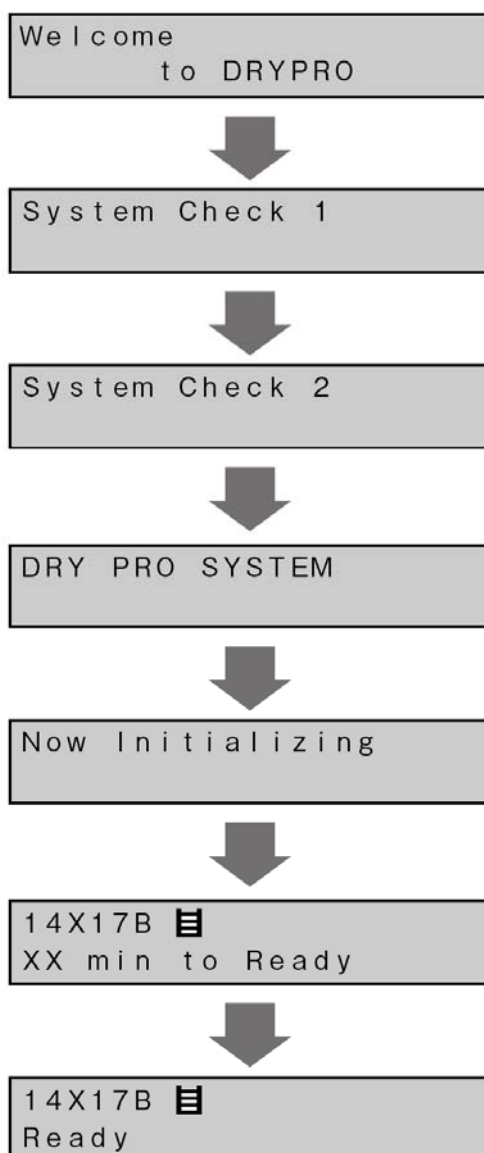 Welcome
to DRYPRO
System Check 1
System Check 2
DRY PRO SYSTEM
Now Initializing
14X17B
XX min to Ready
14X17B
Ready